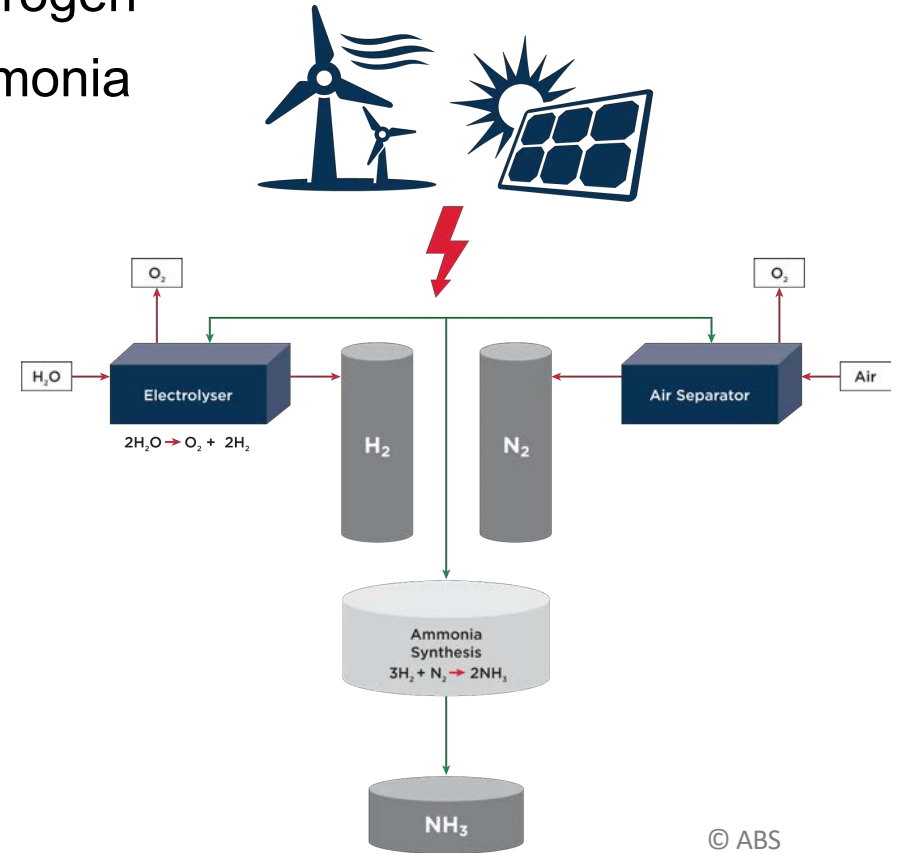 rogen
monia
O₂
O₂
H₂O
Electrolyser
Air Separator
Air
2H₂O → O₂ + 2H₂
H₂
N₂
Ammonia
Synthesis
3H₂ + N₂ → 2NH₃
NH₃
© ABS